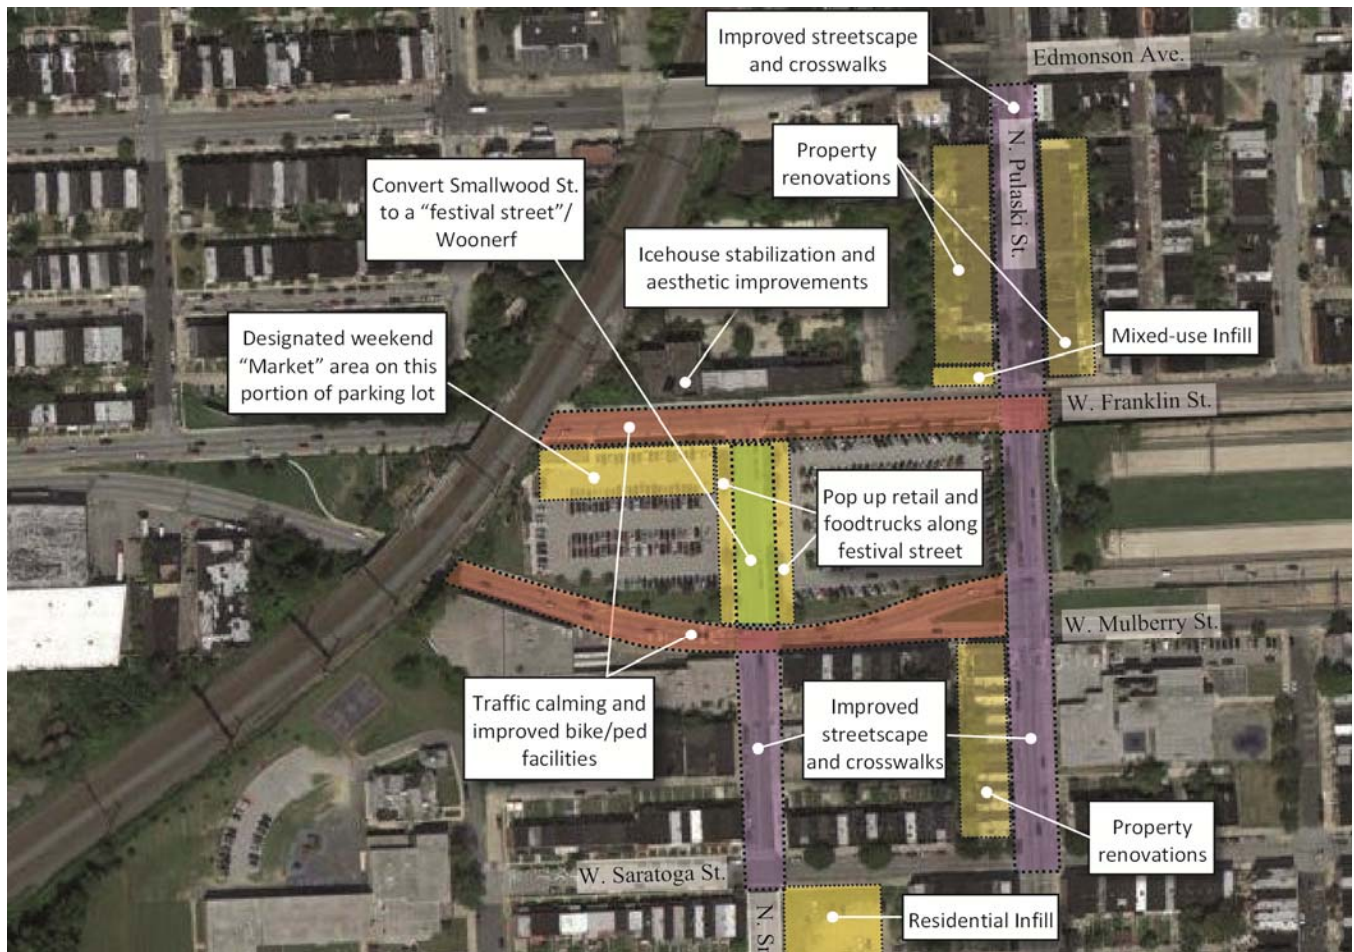 Improved streetscape
and crosswalks
Edmonson Ave.
Property
renovations
N. Pulaski St.
Convert Smallwood St.
to a “festival street”/
Woonerf
Icehouse stabilization and
aesthetic improvements
Designated weekend
“Market” area on this
portion of parking lot
Mixed-use Infill
W. Franklin St.
Pop up retail and
foodtrucks along
festival street
W. Mulberry St.
Traffic calming and
improved bike/ped
facilities
Improved
streetscape
and crosswalks
Property
renovations
W. Saratoga St.
Residential Infill
N.